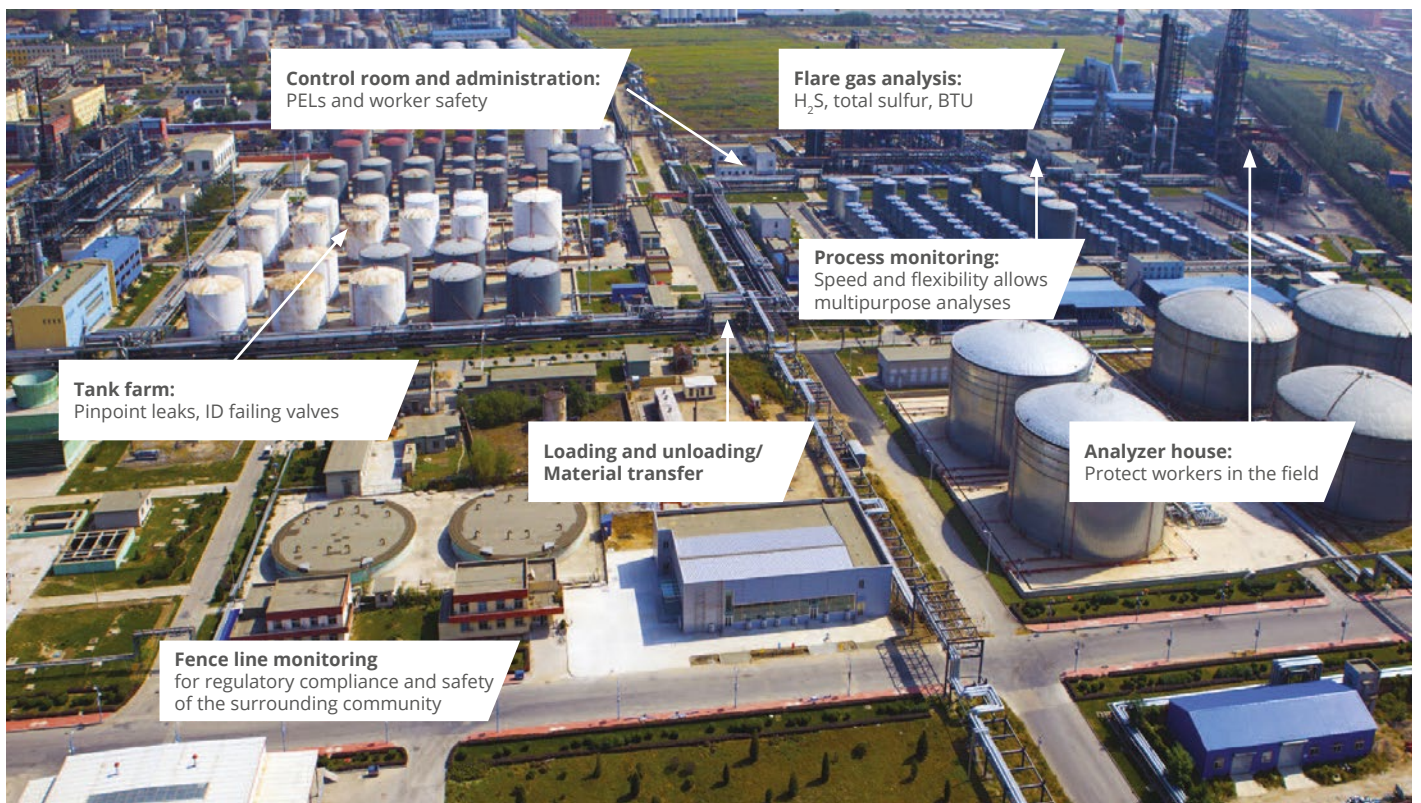 Control room and administration:
PELs and worker safety
Flare gas analysis:
H₂S, total sulfur, BTU
Process monitoring:
Speed and flexibility allows
multipurpose analyses
Tank farm:
Pinpoint leaks, ID failing valves
Loading and unloading/
Material transfer
Analyzer house:
Protect workers in the field
Fence line monitoring
for regulatory compliance and safety
of the surrounding community